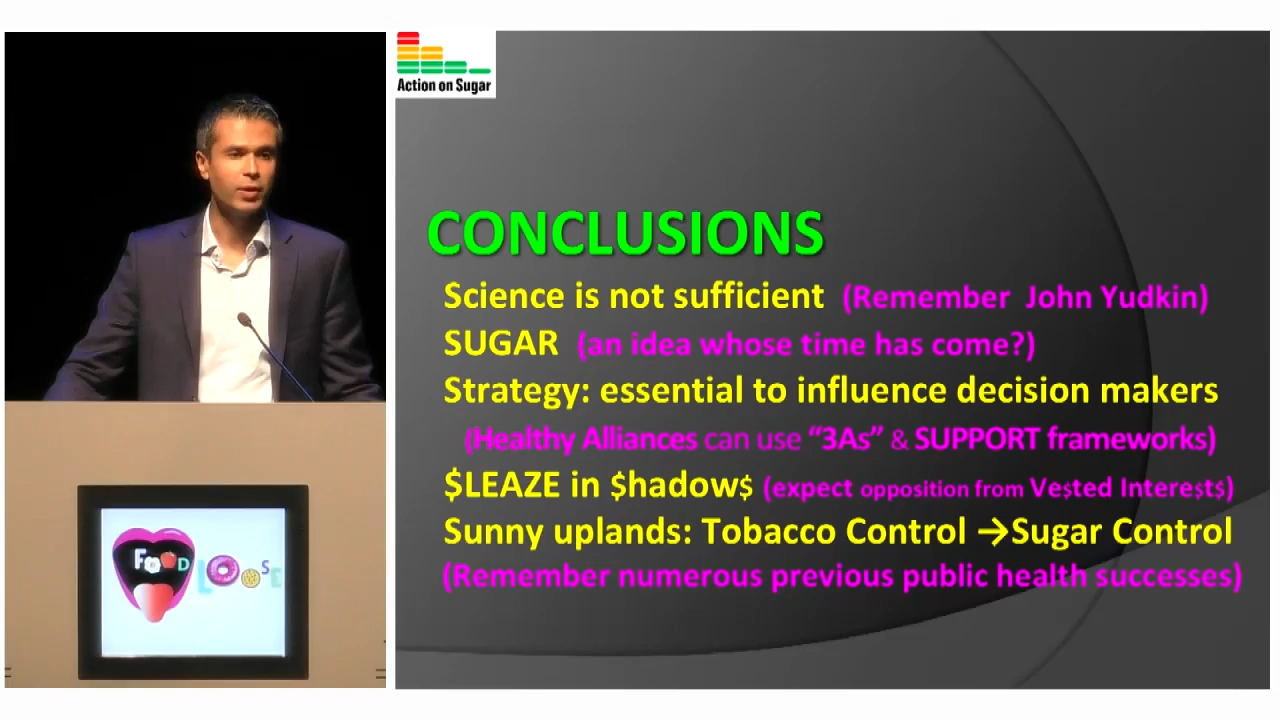 Action on Sugar
CONCLUSIONS
Science is not sufficient (Remember John Yudkin)
SUGAR (an idea whose time has come?)
Strategy: essential to influence decision makers
(Healthy Alliances can use “3As” & SUPPORT frameworks)
$LEAZE in $hadow$ (expect opposition from Ve$ted Intere$t$)
Sunny uplands: Tobacco Control →Sugar Control
(Remember numerous previous public health successes)
FOOD
LOOSE